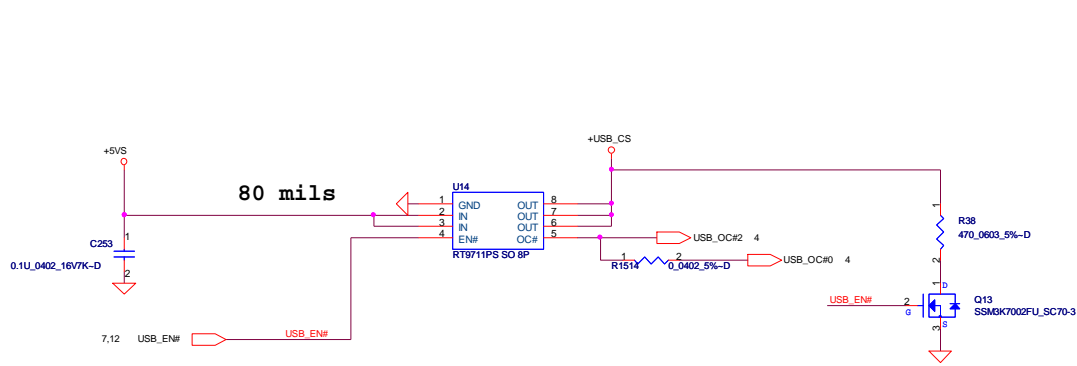 +USB_CS
+5VS
80 mils
U14
1
GND
OUT
8
2
IN
OUT
7
3
IN
OUT
6
4
EN#
OC#
5
RT9711PS SO 8P
C253
1
2
0.1U_0402_16V7K~D
USB_OC#2
4
R1514
1
2
0_0402_5%~D
USB_OC#0
4
1
R38
470_0603_5%~D
2
USB_EN#
2
G
1
D
3
S
Q13
SSM3K7002FU_SC70-3
7,12
USB_EN#
USB_EN#